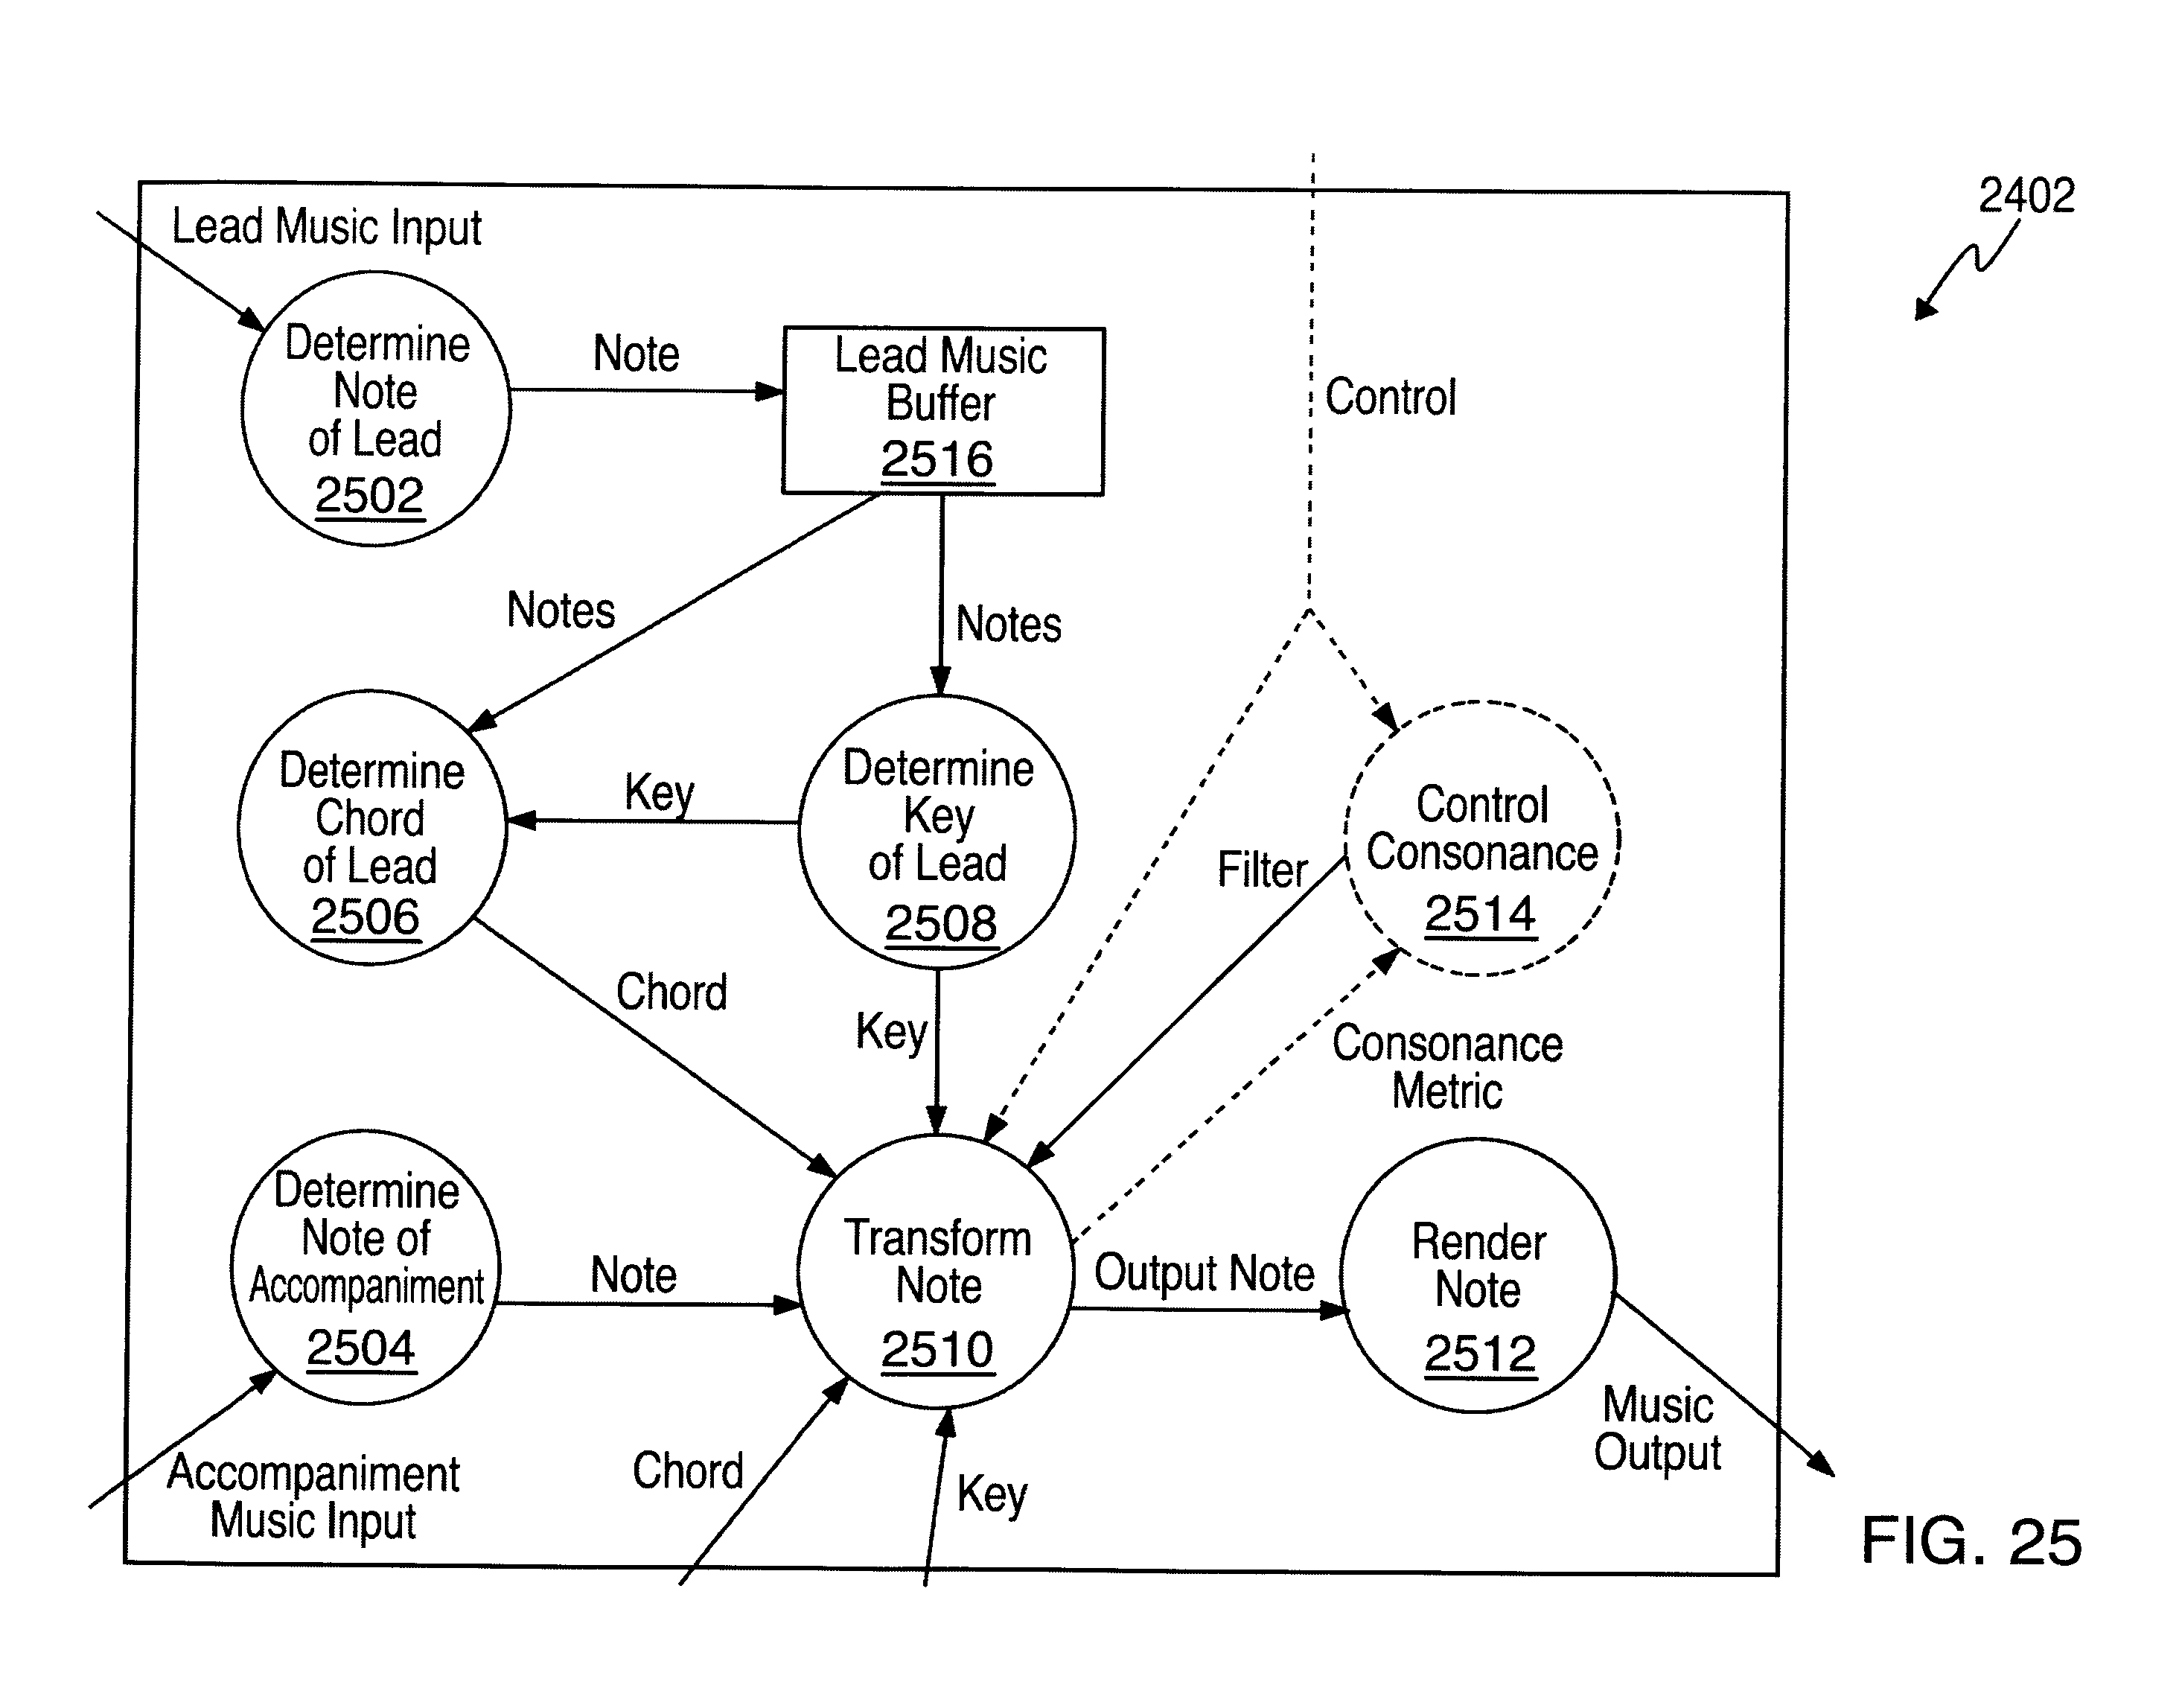 2402
Lead Music Input
Determine
Note
of Lead
2502
Note
Lead Music
Buffer
2516
Control
Notes
Notes
Determine
Chord
of Lead
2506
Key
Determine
Key
of Lead
2508
Filter
Control
Consonance
2514
Chord
Key
Consonance
Metric
Determine
Note of
Accompaniment
2504
Note
Transform
Note
2510
Output Note
Render
Note
2512
Music
Output
Accompaniment
Music Input
Chord
Key
FIG. 25